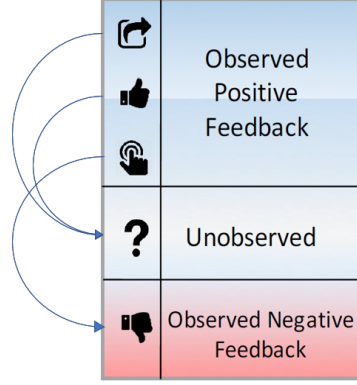 Observed
Positive
Feedback
?
Unobserved
Observed Negative
Feedback